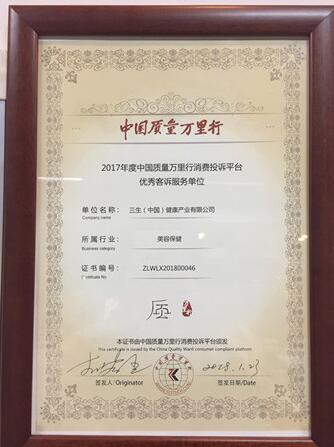 中国质量万里行
2017年度中国质量万里行消费投诉平台
优秀客诉服务单位
单位名称： 三生（中国）健康产业有限公司
Company name
所属行业： 美容保健
Business category
证书编号： ZLWLX201800046
Certificate No
本证书由中国质量万里行消费投诉平台颁发
This certificate is issued by the China Quality Wanli consumer complaint platform
2018.1.23
签发人/Originator 签发日期/Date